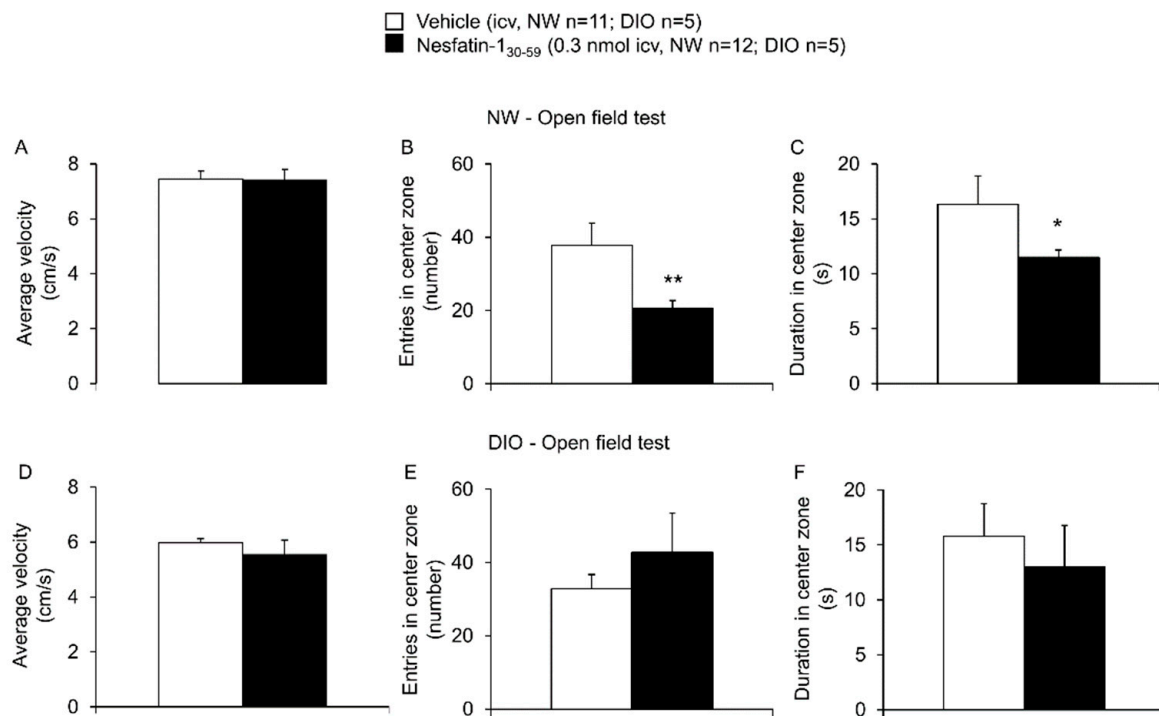 Vehicle (icv, NW n=11; DIO n=5)
Nesfatin-1₃₀₋₅₉ (0.3 nmol icv, NW n=12; DIO n=5)
NW - Open field test
A
Average velocity
(cm/s)
8
6
4
2
0
B
Entries in center zone
(number)
60
40
20
0
**
C
Duration in center zone
(s)
20
15
10
5
0
*
DIO - Open field test
D
Average velocity
(cm/s)
8
6
4
2
0
E
Entries in center zone
(number)
60
40
20
0
F
Duration in center zone
(s)
20
15
10
5
0